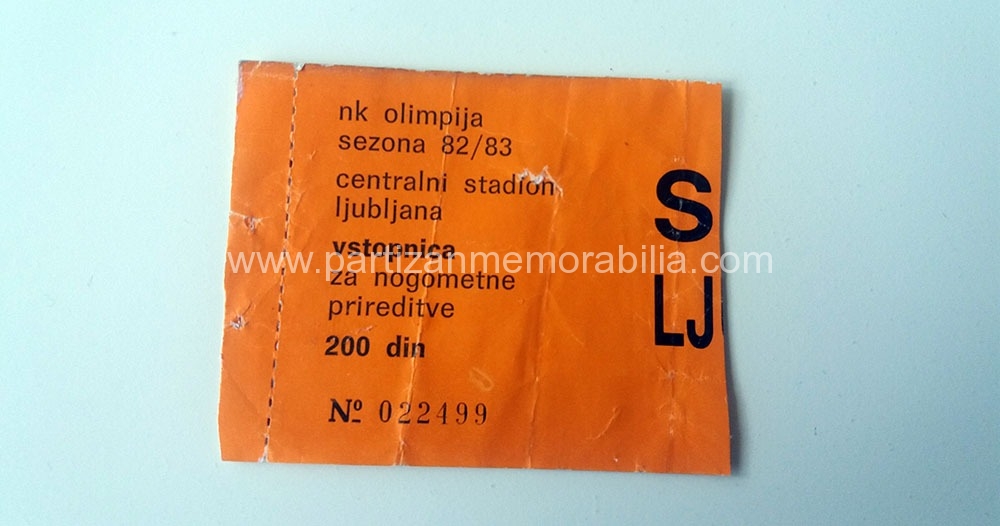 nk olimpija
sezona 82/83
centralni stadion
ljubljana
vstopnica
za nogometne
prireditve
200 din
Nº 022499
S
LJ
www.partizanmemorabilia.com